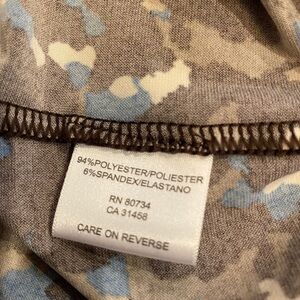 94%POLYESTER/POLIESTER
6%SPANDEX/ELASTANO
RN 80734
CA 31458
CARE ON REVERSE